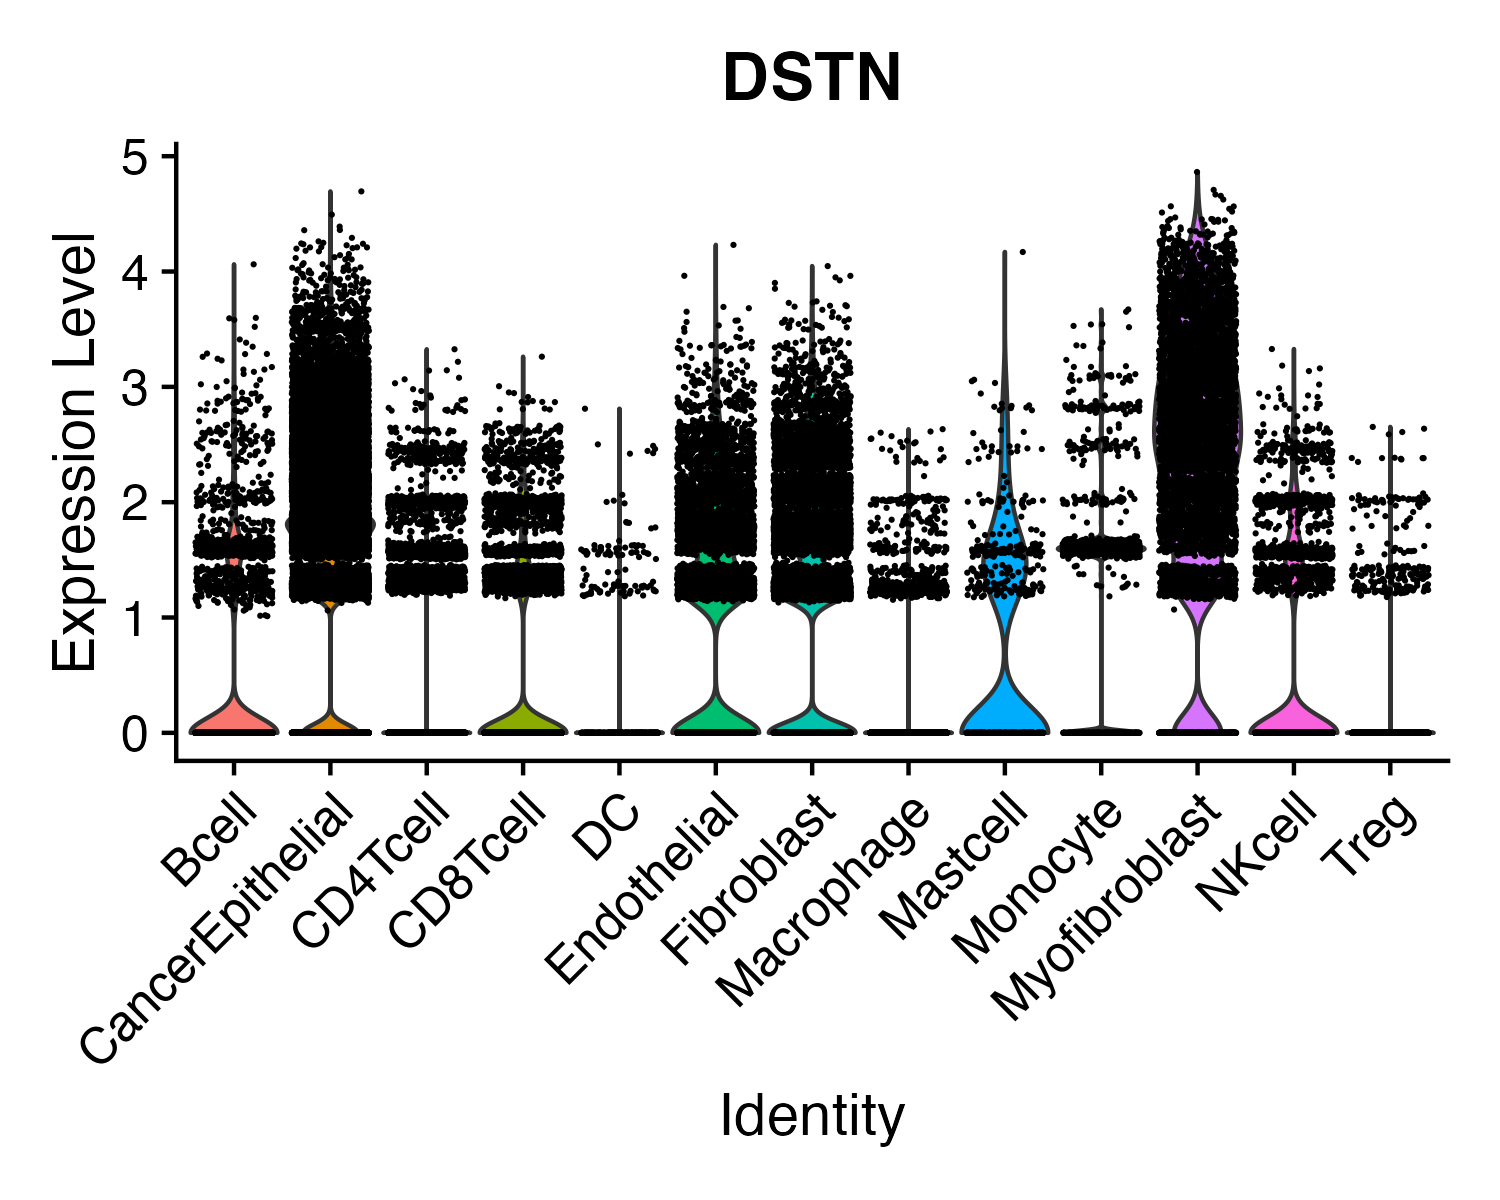 DSTN
Expression Level
5
4
3
2
1
0
Bcell
CancerEpithelial
CD4Tcell
CD8Tcell
DC
Endothelial
Fibroblast
Macrophage
Mastcell
Monocyte
Myofibroblast
NKcell
Treg
Identity